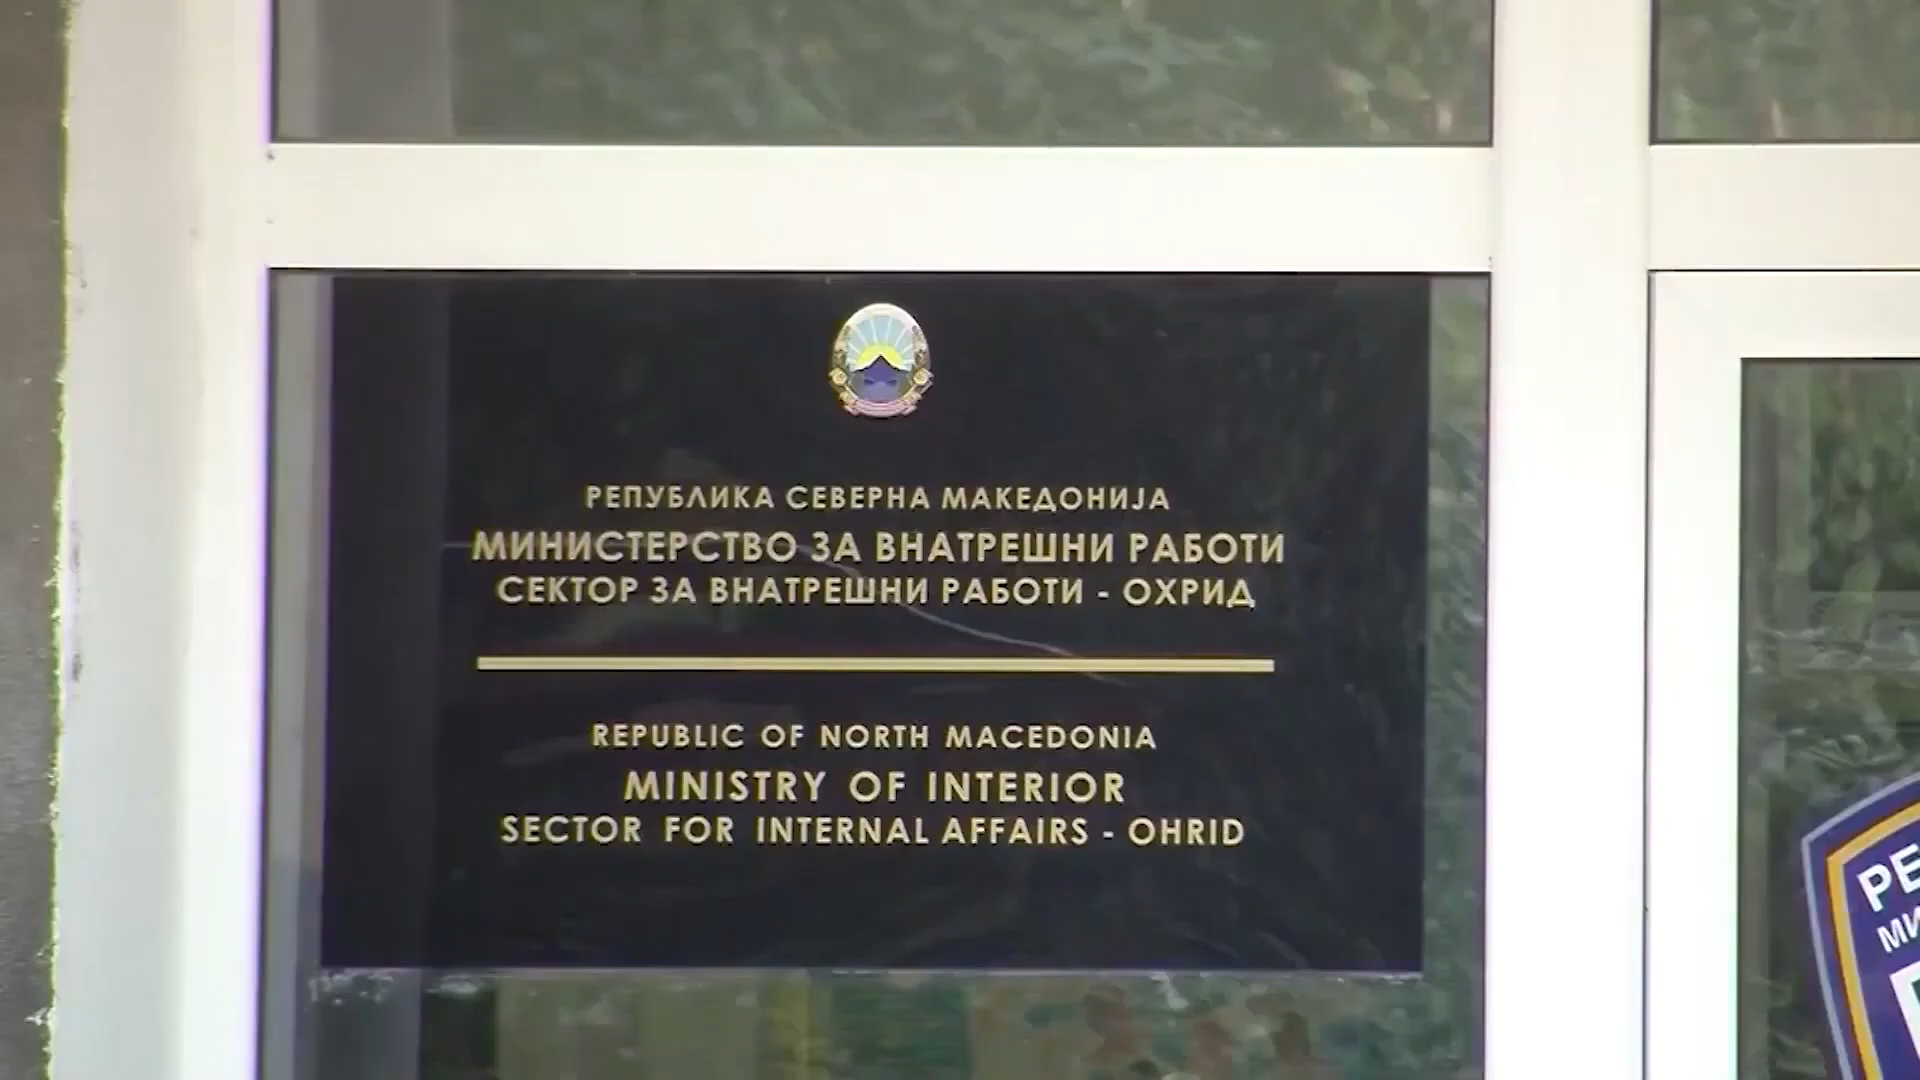 РЕПУБЛИКА СЕВЕРНА МАКЕДОНИЈА
МИНИСТЕРСТВО ЗА ВНАТРЕШНИ РАБОТИ
СЕКТОР ЗА ВНАТРЕШНИ РАБОТИ - ОХРИД
REPUBLIC OF NORTH MACEDONIA
MINISTRY OF INTERIOR
SECTOR FOR INTERNAL AFFAIRS - OHRID